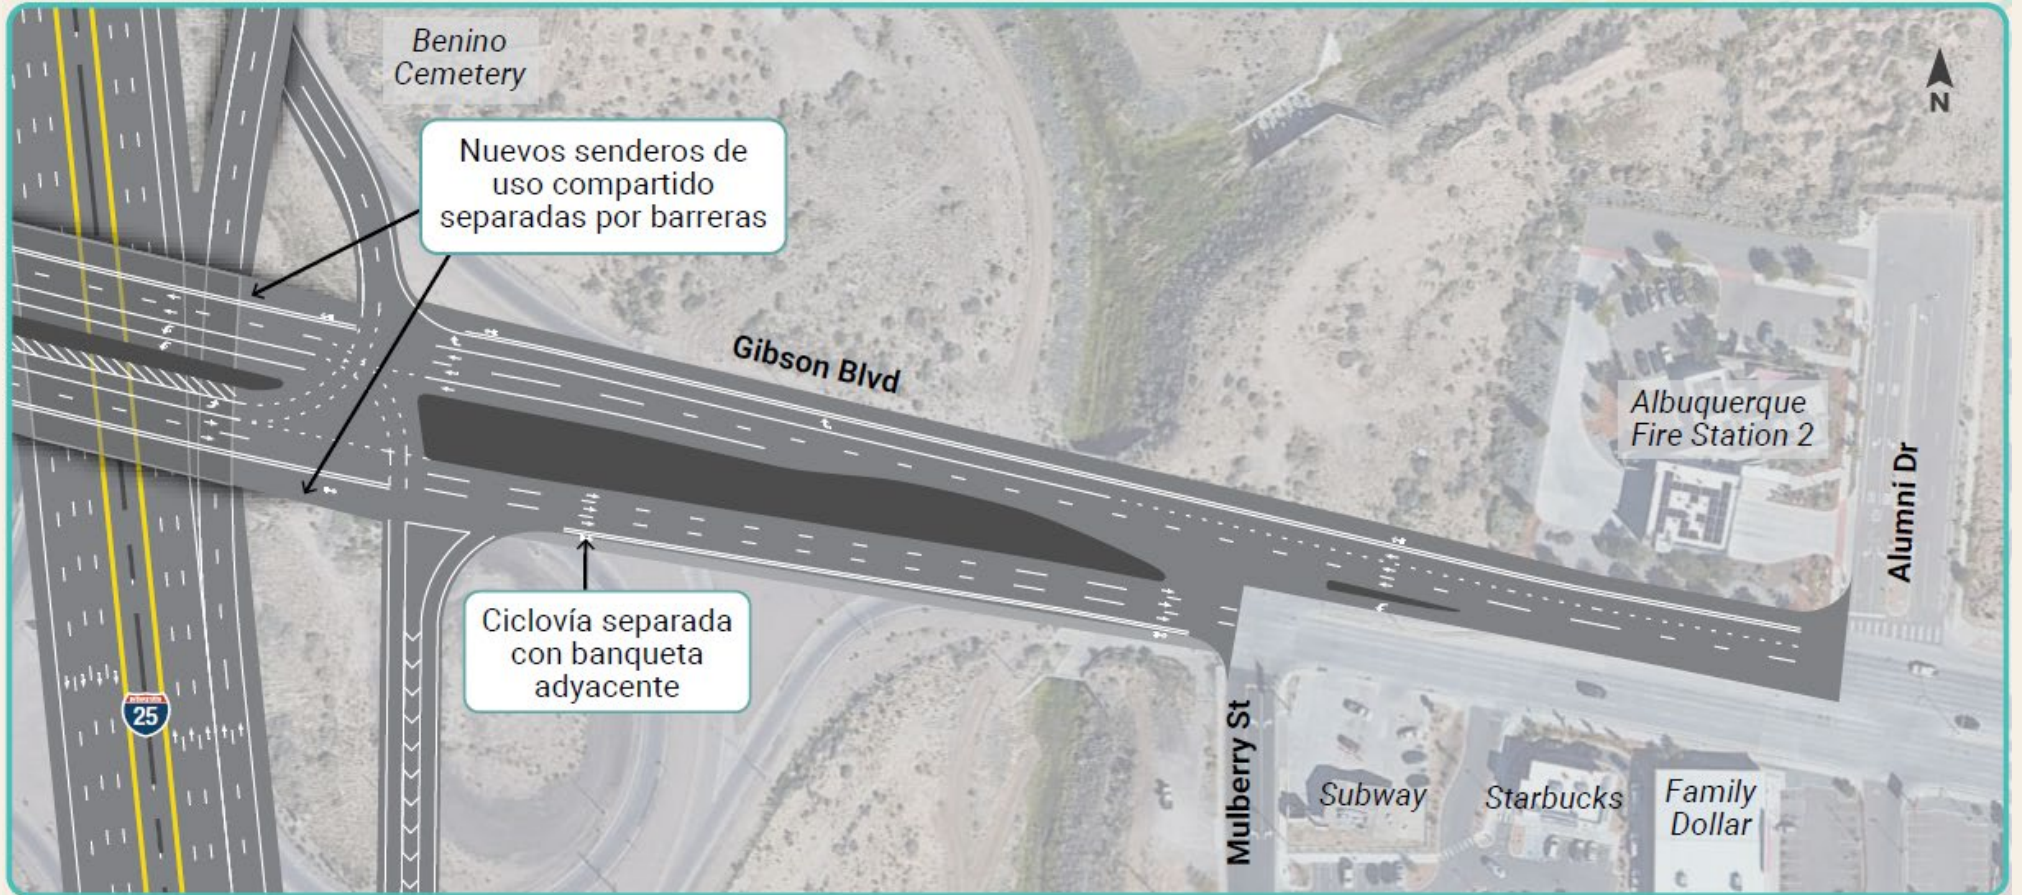 Benino
Cemetery
N
Nuevos senderos de
uso compartido
separadas por barreras
Gibson Blvd
Albuquerque
Fire Station 2
Alumni Dr
Ciclovía separada
con banqueta
adyacente
INTERSTATE
25
Mulberry St
Subway
Starbucks
Family
Dollar